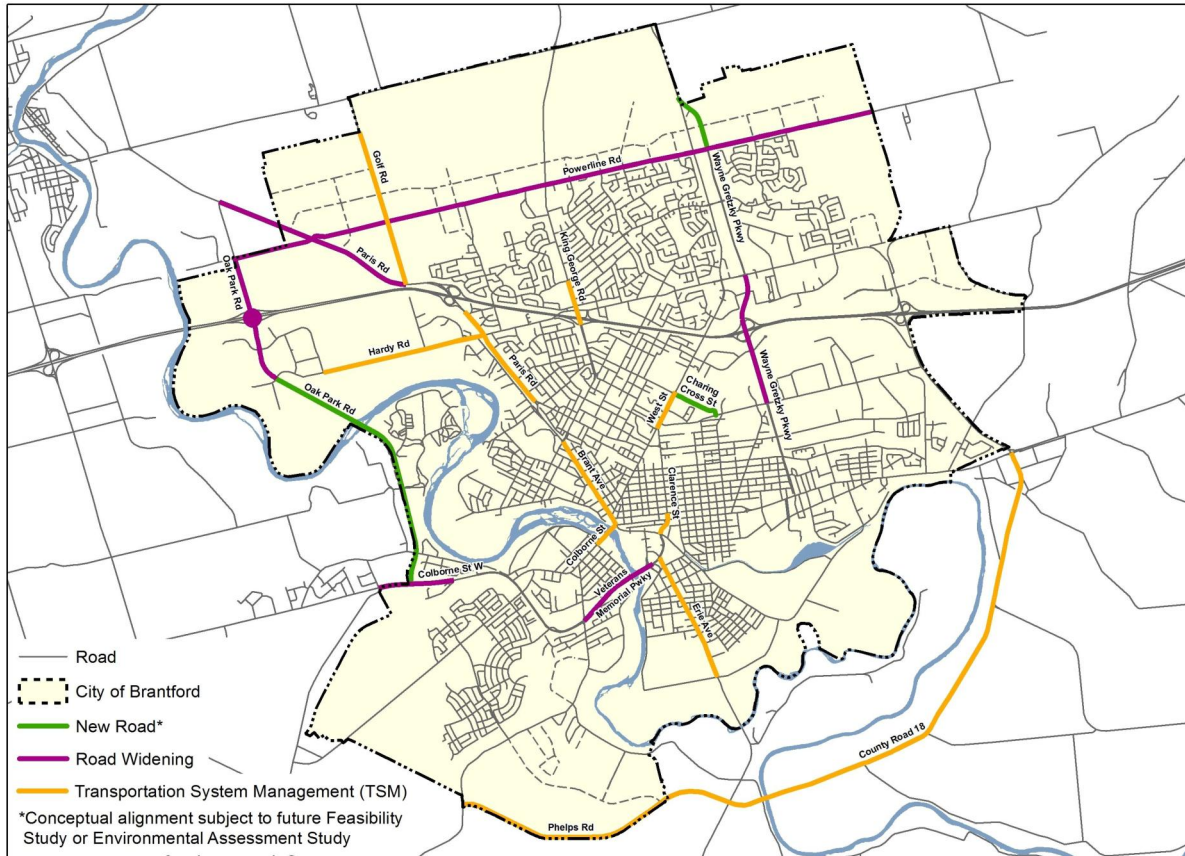 Golf Rd
Powerline Rd
Wayne Gretzky Pkwy
King George Rd
Paris Rd
Oak Park Rd
Hardy Rd
Paris Rd
Wayne Gretzky Pkwy
Charing
Cross St
West St
Oak Park Rd
Brant Ave
Clarence St
Colborne St
Colborne St W
Veterans
Memorial Pwky
Erie Ave
County Road 18
Phelps Rd
Road
City of Brantford
New Road*
Road Widening
Transportation System Management (TSM)
*Conceptual alignment subject to future Feasibility
Study or Environmental Assessment Study